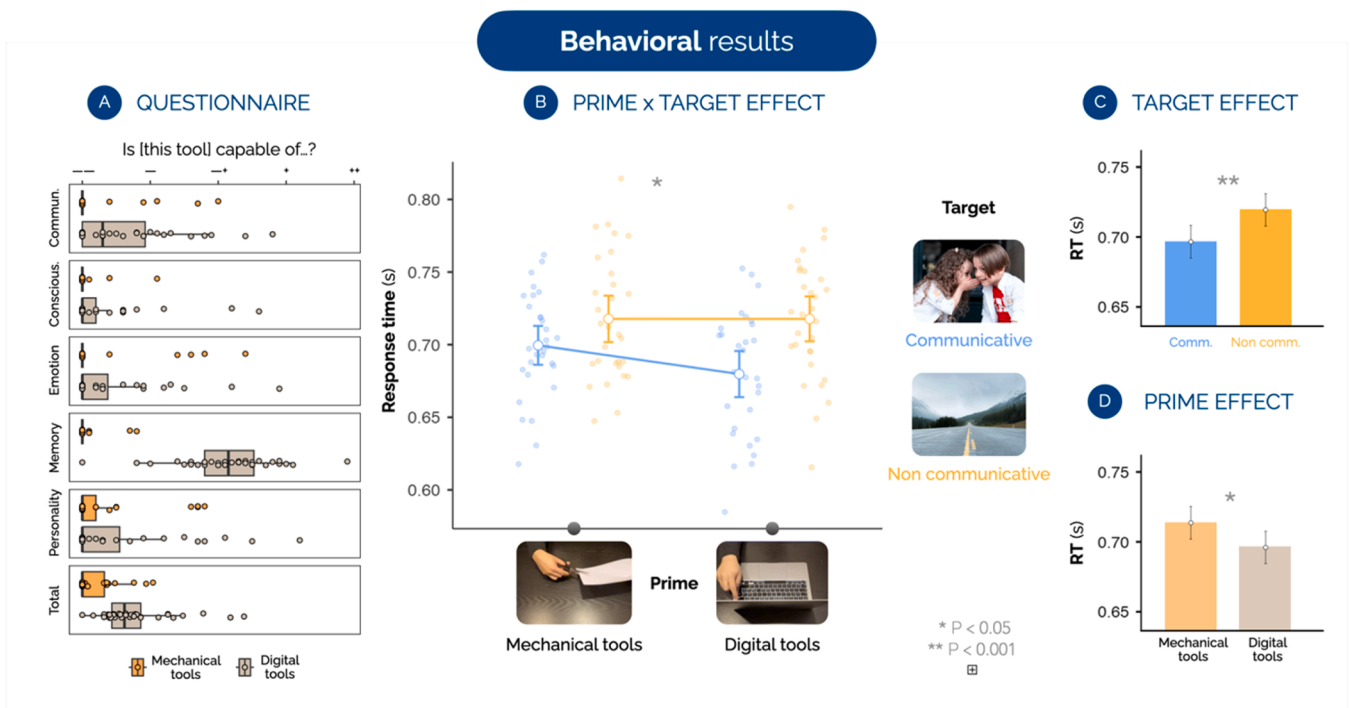 Behavioral results
A QUESTIONNAIRE
Is [this tool] capable of...?
—— — —+ + ++
Commun.
Conscious.
Emotion
Memory
Personality
Total
Mechanical tools
Digital tools
B PRIME x TARGET EFFECT
Response time (s)
0.80
0.75
0.70
0.65
0.60
*
Mechanical tools
Prime
Digital tools
Target
Communicative
Non communicative
* P < 0.05
** P < 0.001
C TARGET EFFECT
RT (s)
0.75
0.70
0.65
**
Comm.
Non comm.
D PRIME EFFECT
RT (s)
0.75
0.70
0.65
*
Mechanical tools
Digital tools